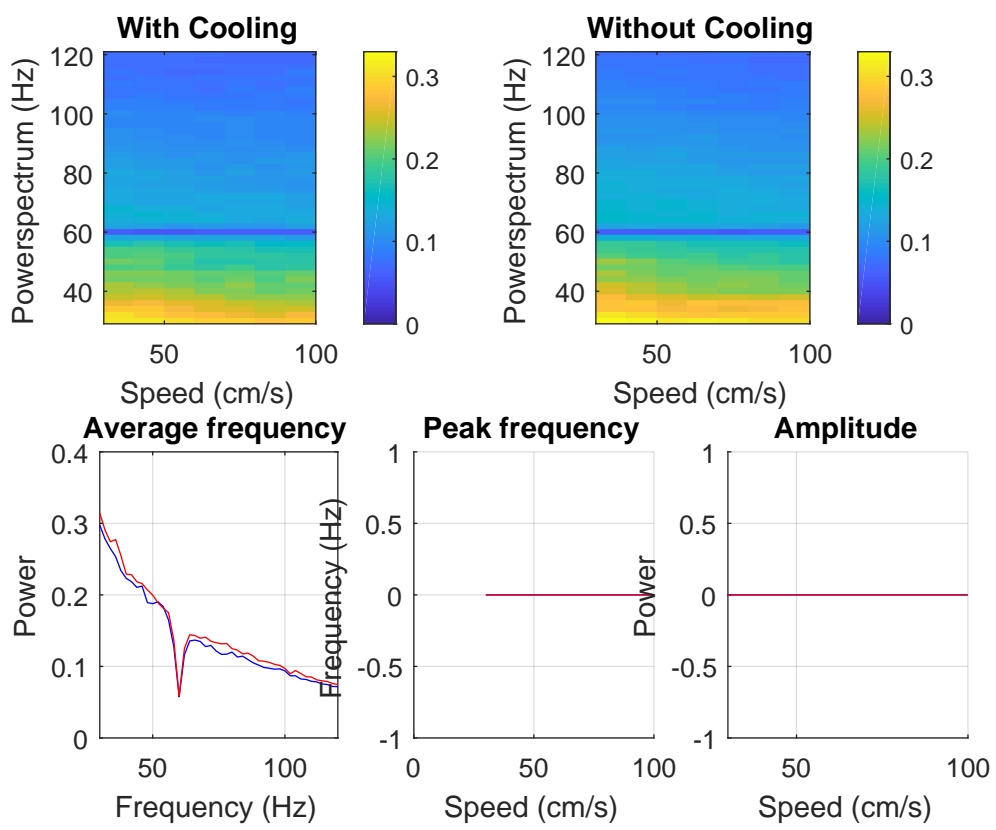 With Cooling
Powerspectrum (Hz)
120
100
80
60
40
50
100
Speed (cm/s)
0.3
0.2
0.1
0
Without Cooling
Powerspectrum (Hz)
120
100
80
60
40
50
100
Speed (cm/s)
0.3
0.2
0.1
0
Average frequency
Power
0.4
0.3
0.2
0.1
0
50
100
Frequency (Hz)
Peak frequency
Frequency (Hz)
1
0.5
0
-0.5
-1
0
50
100
Speed (cm/s)
Amplitude
Power
1
0.5
0
-0.5
-1
50
100
Speed (cm/s)